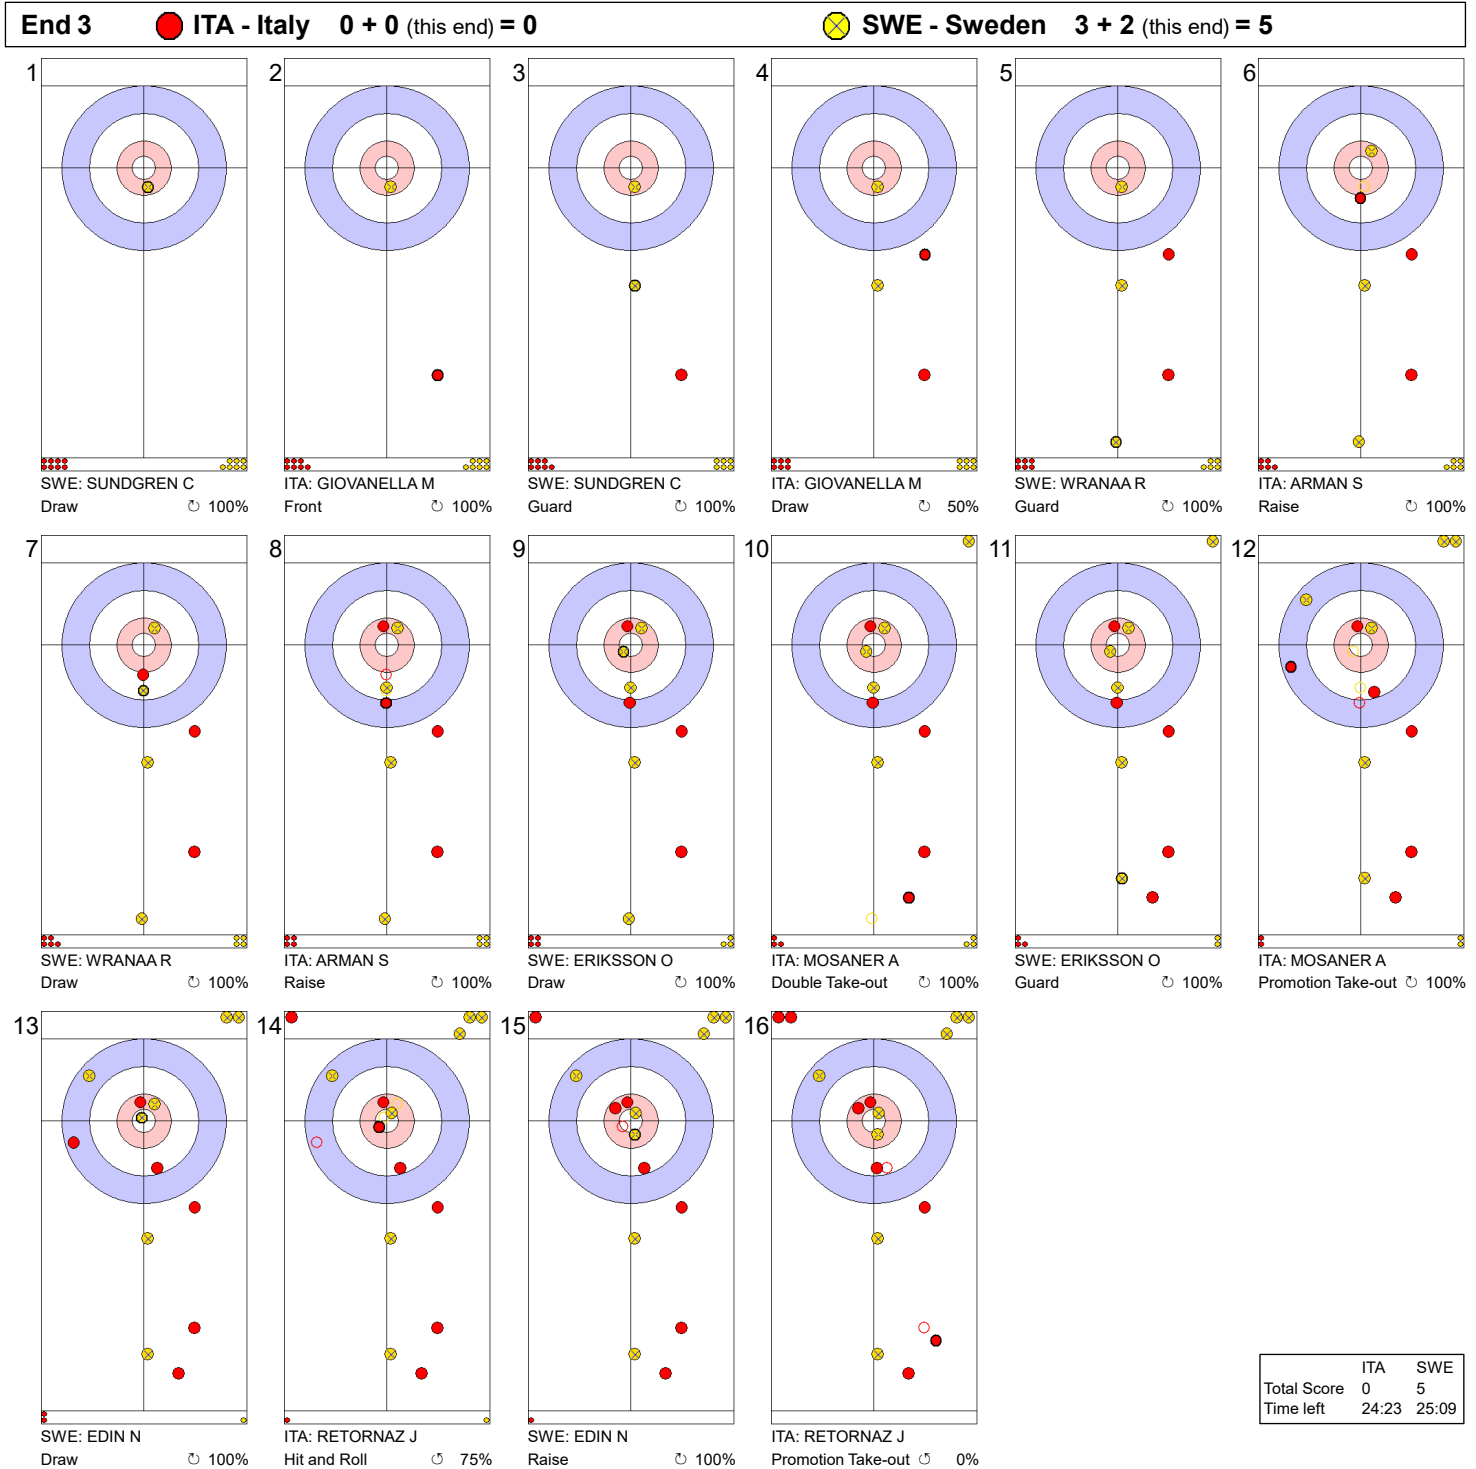 End 3 ITA - Italy 0 + 0 (this end) = 0 SWE - Sweden 3 + 2 (this end) = 5
1 2 3 4 5 6
SWE: SUNDGREN C ITA: GIOVANELLA M SWE: SUNDGREN C ITA: GIOVANELLA M SWE: WRANAA R ITA: ARMAN S
Draw ↻ 100% Front ↻ 100% Guard ↻ 100% Draw ↻ 50% Guard ↻ 100% Raise ↻ 100%
7 8 9 10 11 12
SWE: WRANAA R ITA: ARMAN S SWE: ERIKSSON O ITA: MOSANER A SWE: ERIKSSON O ITA: MOSANER A
Draw ↻ 100% Raise ↻ 100% Draw ↻ 100% Double Take-out ↻ 100% Guard ↻ 100% Promotion Take-out ↻ 100%
13 14 15 16
SWE: EDIN N ITA: RETORNAZ J SWE: EDIN N ITA: RETORNAZ J
Draw ↻ 100% Hit and Roll ↺ 75% Raise ↻ 100% Promotion Take-out ↺ 0%
ITA SWE
Total Score 0 5
Time left 24:23 25:09